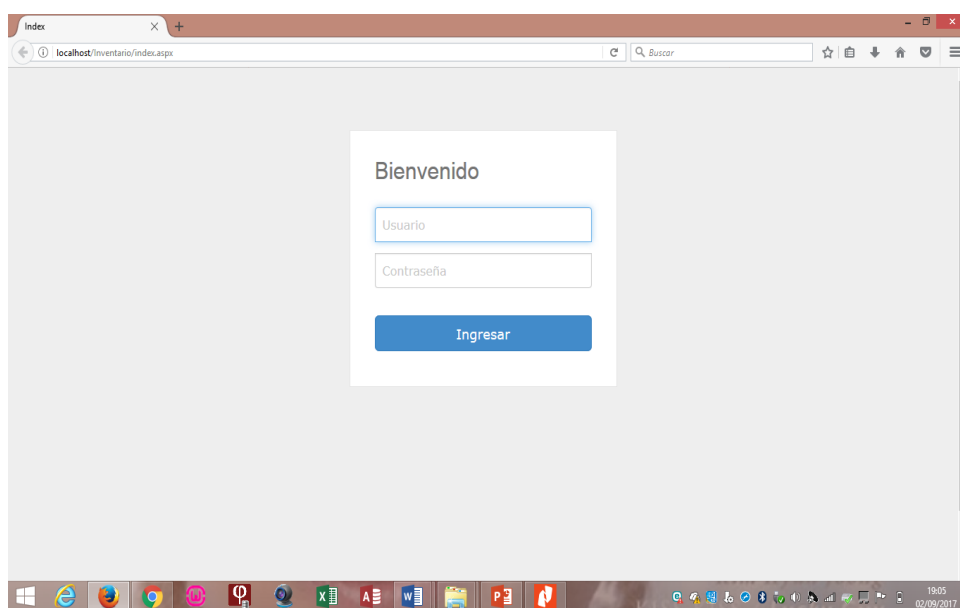 Index
localhost/Inventario/index.aspx
Buscar
Bienvenido
Usuario
Contraseña
Ingresar
19:05
02/09/2017